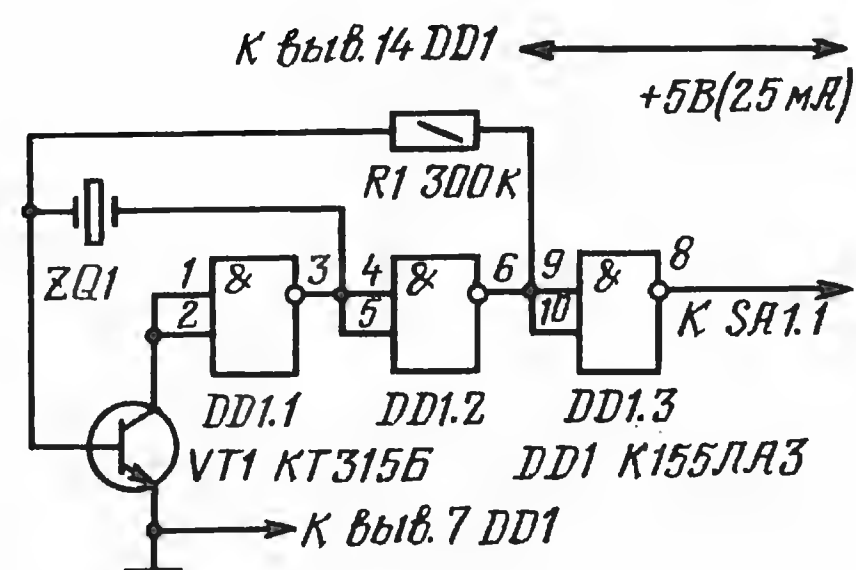 К выв. 14 DD1
+5В(25 мА)
R1 300к
ZQ1
1
2
&
3
4
5
&
6
9
10
&
8
К SA1.1
DD1.1
DD1.2
DD1.3
VT1 КТ315Б
DD1 К155ЛА3
К выв. 7 DD1